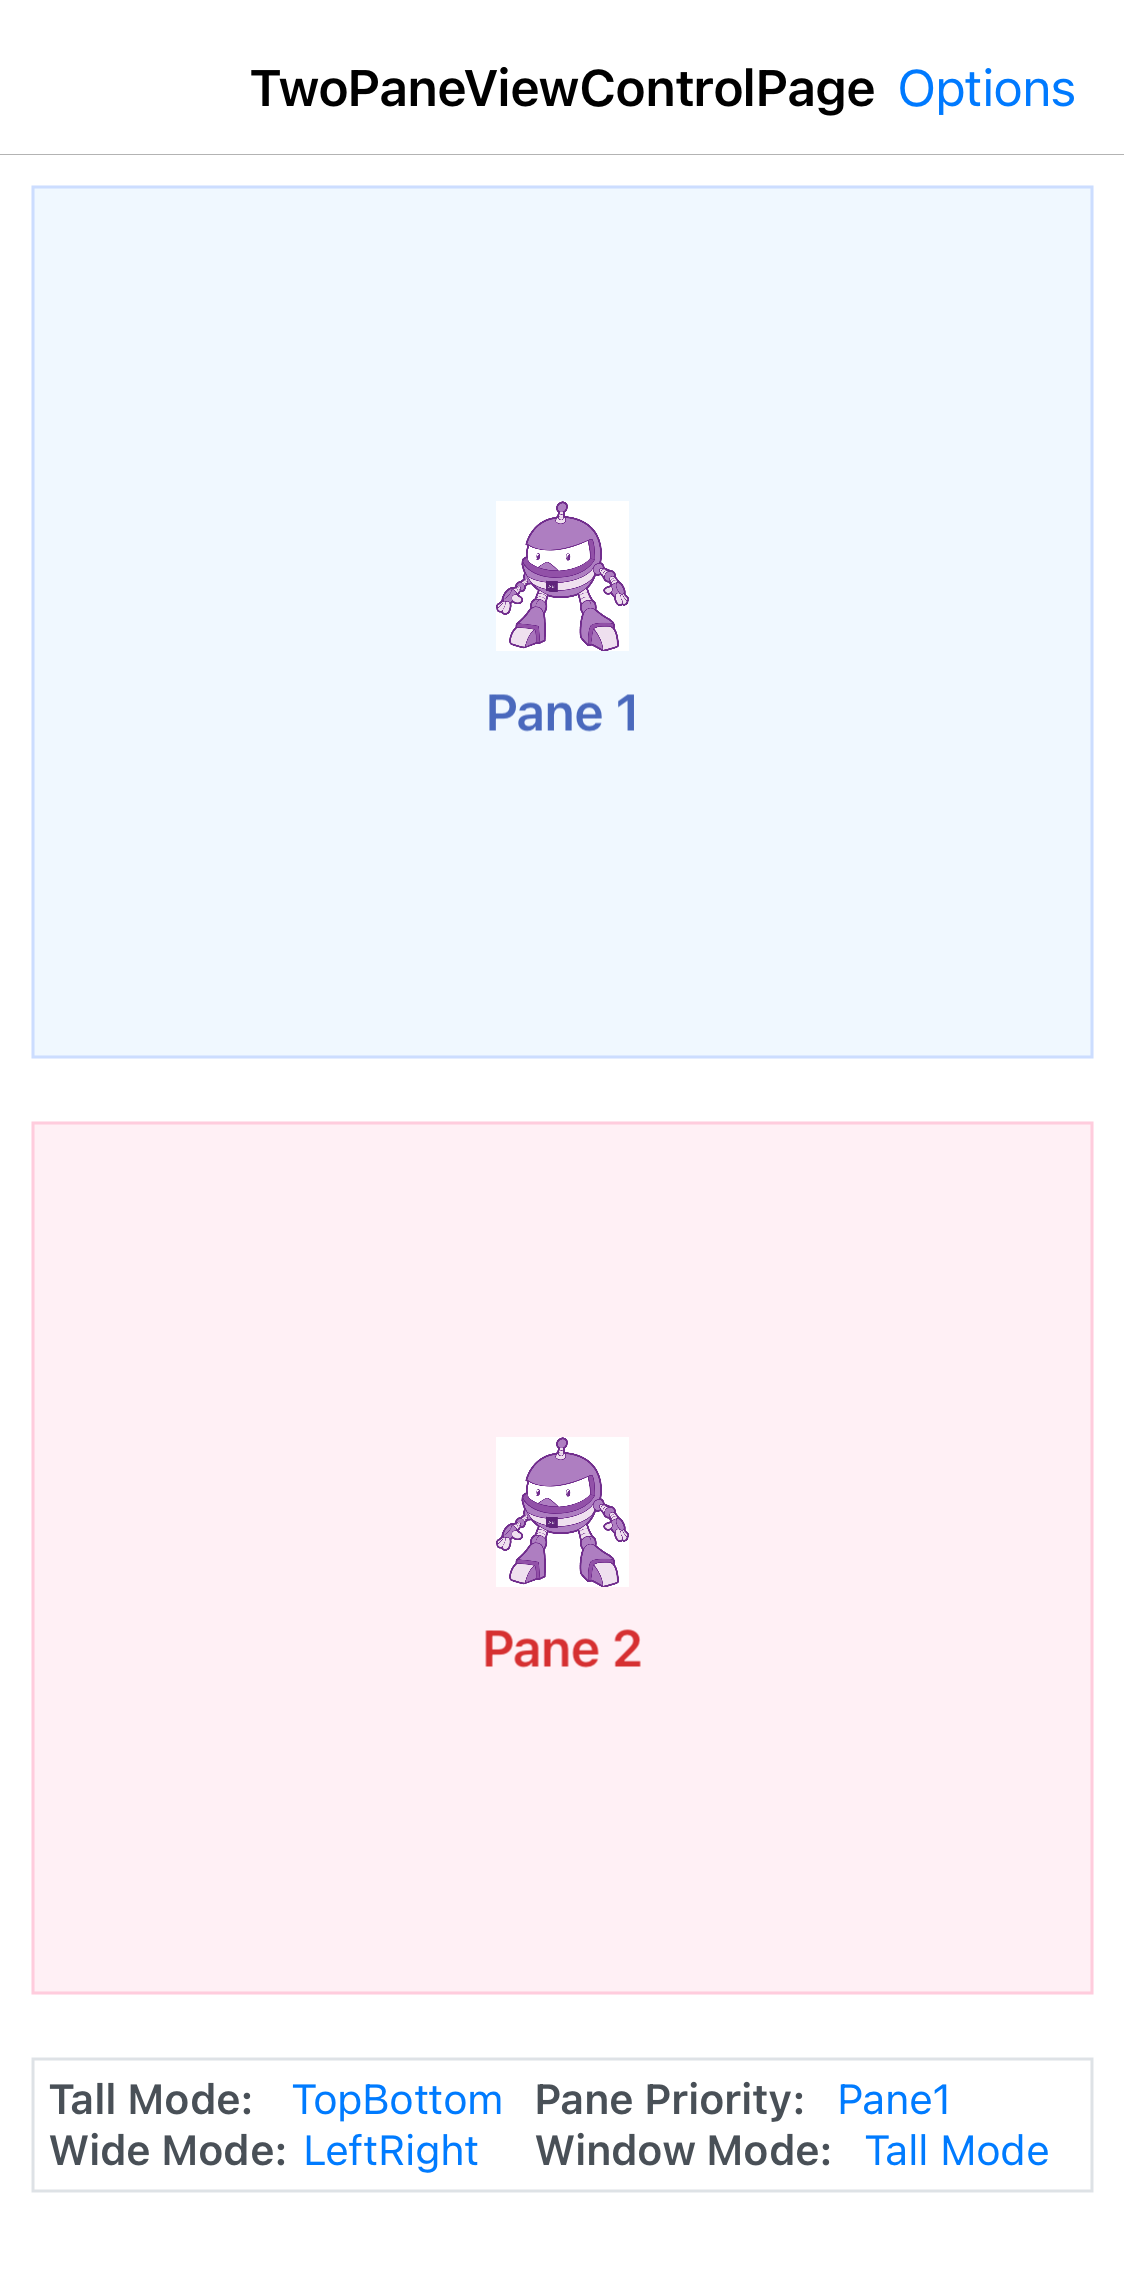 TwoPaneViewControlPage Options
Pane 1
Pane 2
Tall Mode: TopBottom Pane Priority: Pane1
Wide Mode: LeftRight Window Mode: Tall Mode